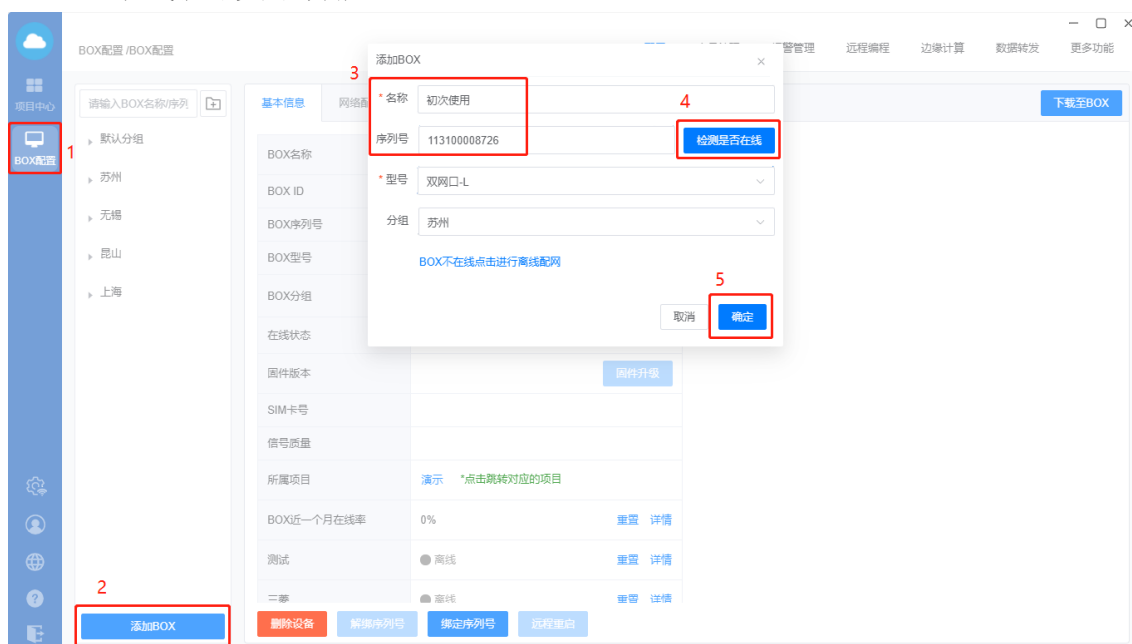 BOX配置 /BOX配置
远程编程
边缘计算
数据转发
更多功能
项目中心
BOX配置
1
请输入BOX名称/序列
默认分组
苏州
无锡
昆山
上海
2
添加BOX
基本信息
下载至BOX
添加BOX
3
* 名称
初次使用
4
序列号
113100008726
检测是否在线
* 型号
双网口-L
分组
苏州
BOX不在线点击进行离线配网
5
取消
确定
BOX名称
BOX ID
BOX序列号
BOX型号
BOX分组
在线状态
固件版本
固件升级
SIM卡号
信号质量
所属项目
演示
*点击跳转对应的项目
BOX近一个月在线率
0%
重置
详情
测试
离线
重置
详情
三菱
离线
重置
详情
删除设备
解绑序列号
绑定序列号
远程重启